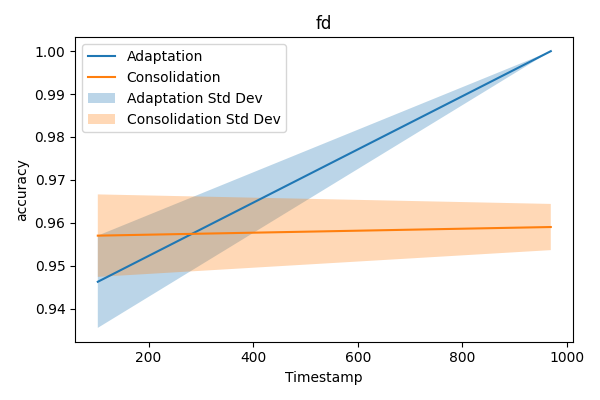 fd
Adaptation
Consolidation
Adaptation Std Dev
Consolidation Std Dev
accuracy
1.00
0.99
0.98
0.97
0.96
0.95
0.94
200 400 600 800 1000
Timestamp